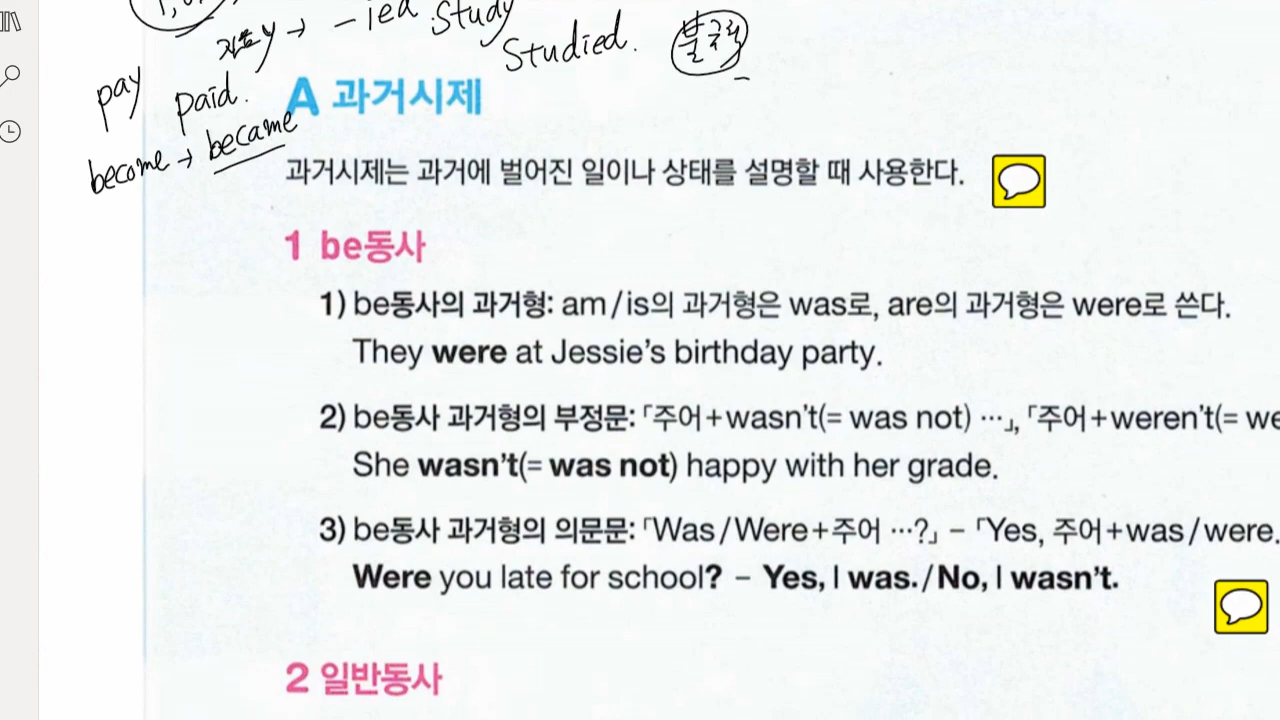 자음y → -ied study
studied. 불규칙
pay paid.
become → became
A 과거시제
과거시제는 과거에 벌어진 일이나 상태를 설명할 때 사용한다.
1 be동사
1) be동사의 과거형: am/is의 과거형은 was로, are의 과거형은 were로 쓴다.
They were at Jessie's birthday party.
2) be동사 과거형의 부정문: 「주어+wasn't(= was not) …」, 「주어+weren't(= we
She wasn't(= was not) happy with her grade.
3) be동사 과거형의 의문문: 「Was/Were+주어 …?」 – 「Yes, 주어+was/were.
Were you late for school? – Yes, I was./No, I wasn't.
2 일반동사